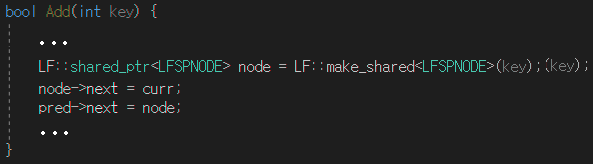 bool Add(int key) {
...
LF::shared_ptr<LFSPNODE> node = LF::make_shared<LFSPNODE>(key);(key);
node->next = curr;
pred->next = node;
...
}